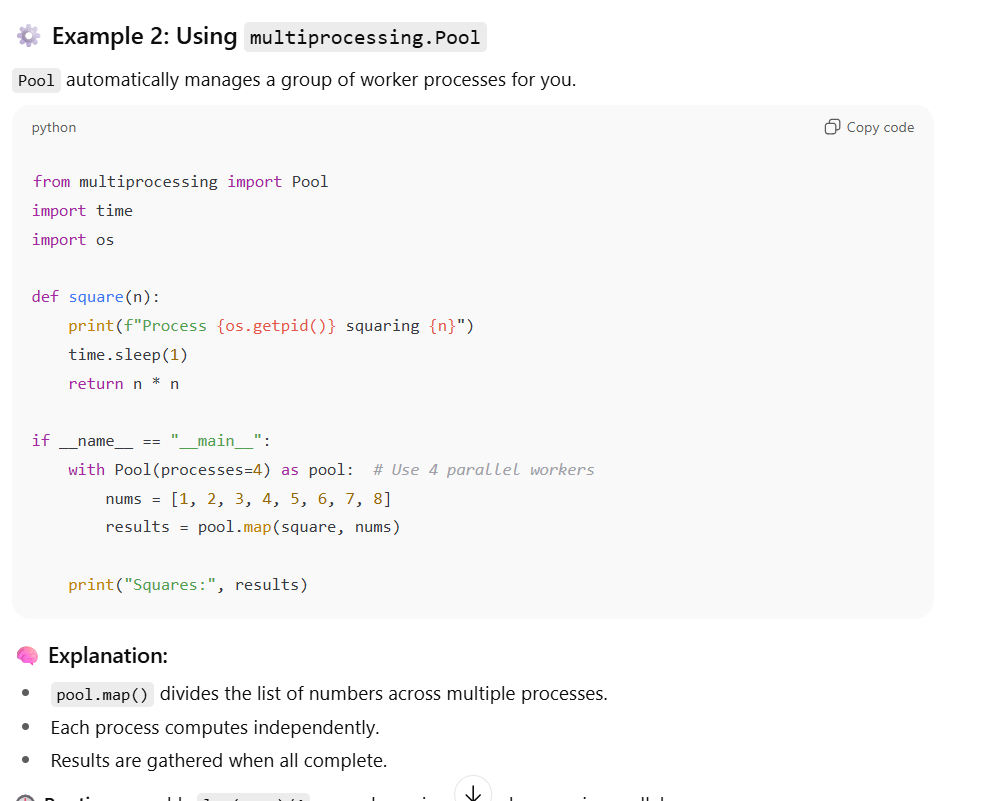 Example 2: Using multiprocessing.Pool
Pool automatically manages a group of worker processes for you.
python
Copy code
from multiprocessing import Pool
import time
import os
def square(n):
    print(f"Process {os.getpid()} squaring {n}")
    time.sleep(1)
    return n * n
if __name__ == "__main__":
    with Pool(processes=4) as pool:  # Use 4 parallel workers
        nums = [1, 2, 3, 4, 5, 6, 7, 8]
        results = pool.map(square, nums)
    print("Squares:", results)
Explanation:
pool.map() divides the list of numbers across multiple processes.
Each process computes independently.
Results are gathered when all complete.